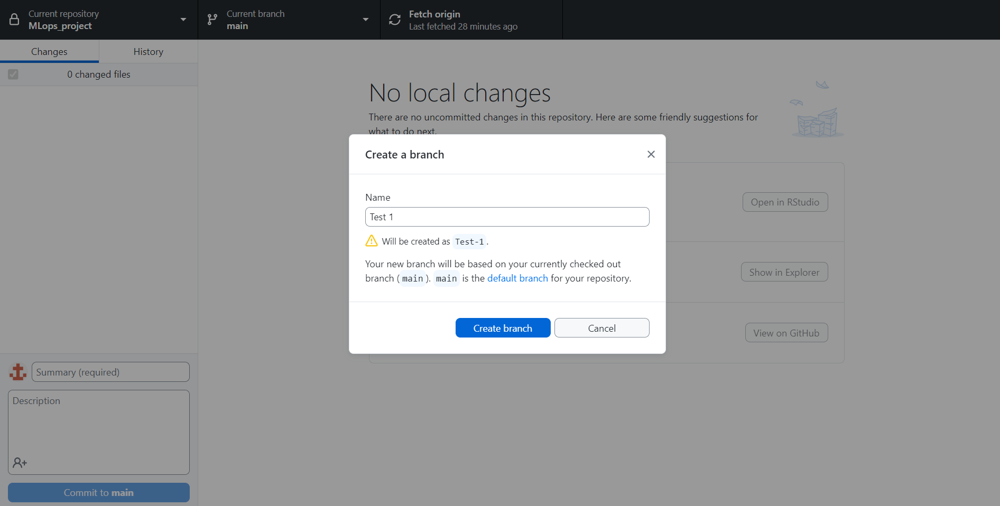 Current repository
MLops_project
Current branch
main
Fetch origin
Last fetched 28 minutes ago
Changes
History
0 changed files
No local changes
There are no uncommitted changes in this repository. Here are some friendly suggestions for
what to do next.
Create a branch
Name
Test 1
Will be created as Test-1.
Your new branch will be based on your currently checked out
branch (main). main is the default branch for your repository.
Create branch
Cancel
Open in RStudio
Show in Explorer
View on GitHub
Summary (required)
Description
Commit to main